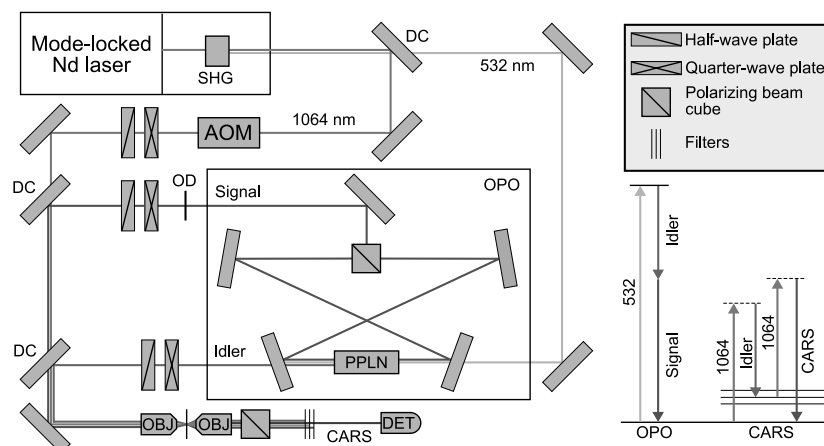 Mode-locked
Nd laser
SHG
DC
532 nm
Half-wave plate
Quarter-wave plate
Polarizing beam
cube
Filters
AOM
1064 nm
DC
OD
Signal
OPO
DC
Idler
PPLN
OBJ
OBJ
CARS
DET
532
Idler
Signal
OPO
1064
Idler
1064
CARS
CARS